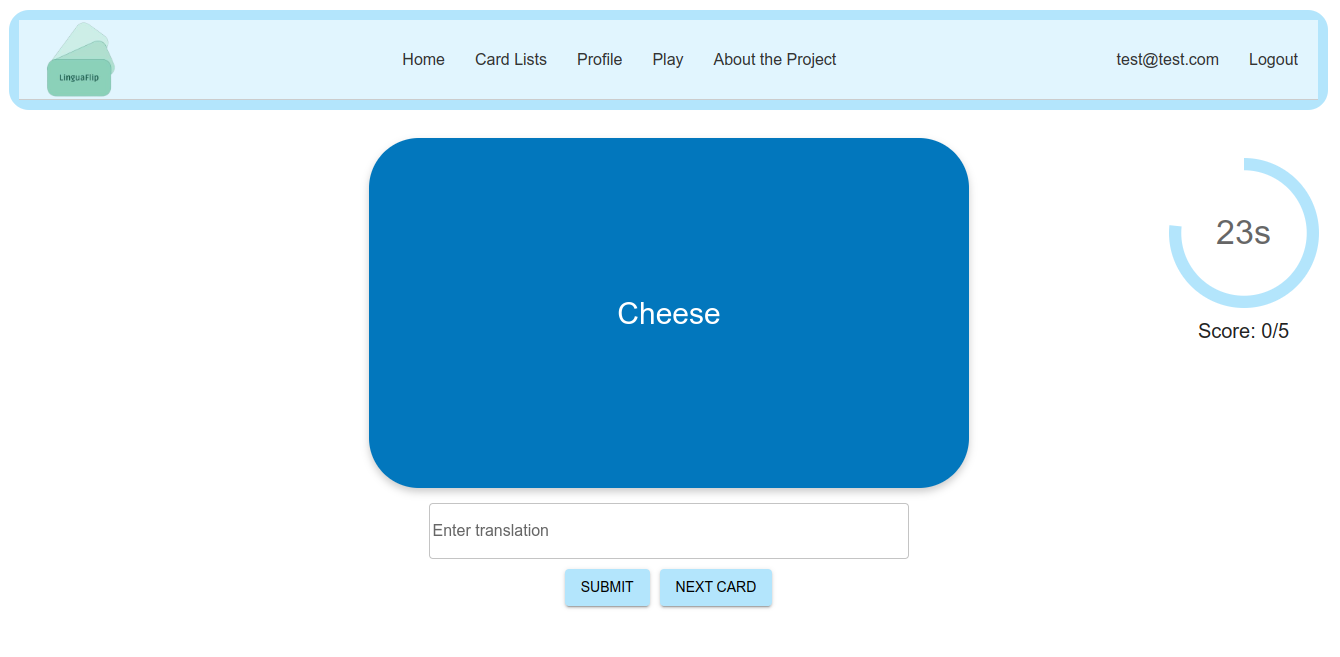 LinguaFlip
Home Card Lists Profile Play About the Project test@test.com Logout
Cheese
23s
Score: 0/5
Enter translation
SUBMIT NEXT CARD